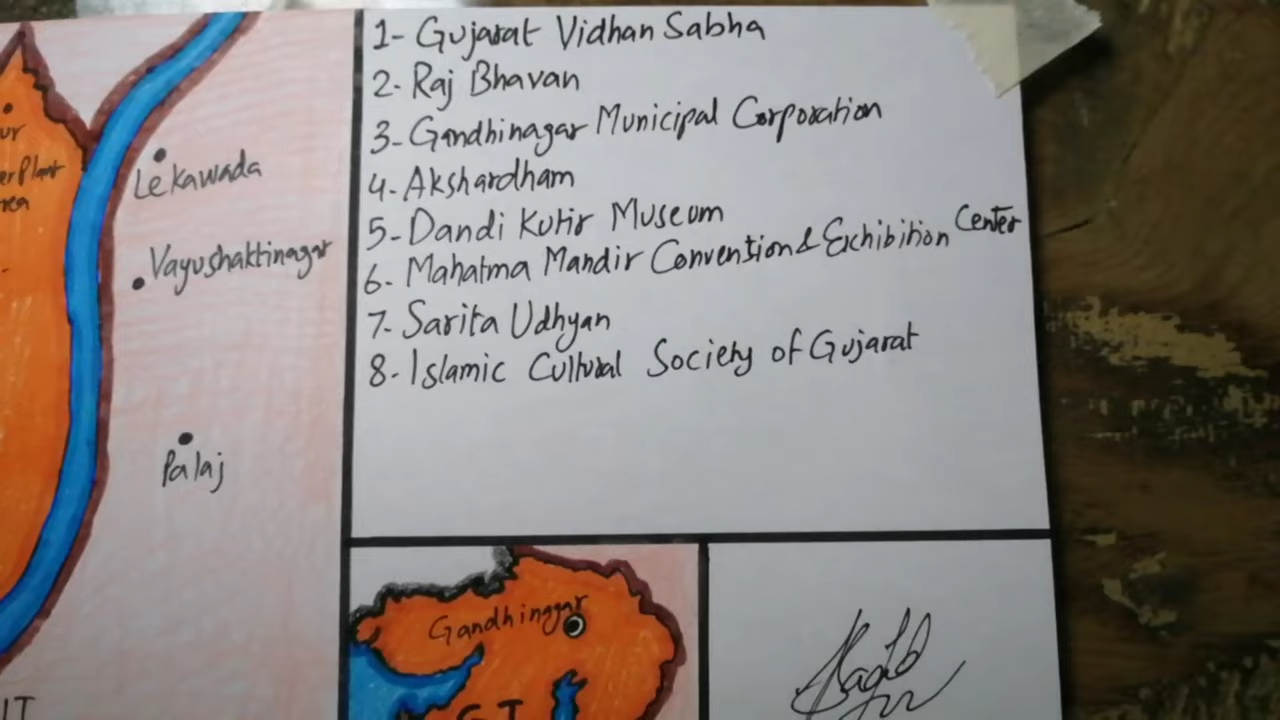 1- Gujarat Vidhan Sabha
2. Raj Bhavan
3. Gandhinagar Municipal Corporation
4- Akshardham
5- Dandi Kutir Museum
6- Mahatma Mandir Convention & Exhibition Center
7- Sarita Udhyan
8- Islamic Cultural Society of Gujarat
Lekawada
Vayushaktinagar
Palaj
Gandhinagar